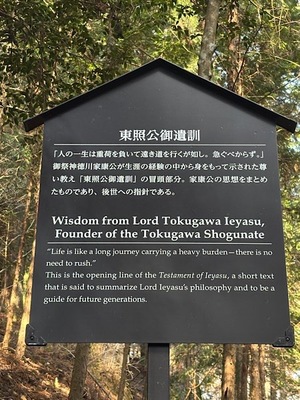 東照公御遺訓
「人の一生は重荷を負いて遠き道を行くが如し。急ぐべからず。」
御祭神徳川家康公が生涯の経験の中から身をもって示された尊
い教え「東照公御遺訓」の冒頭部分。家康公の思想をまとめ
たものであり、後世への指針である。
Wisdom from Lord Tokugawa Ieyasu,
Founder of the Tokugawa Shogunate
“Life is like a long journey carrying a heavy burden—there is no
need to rush.”
This is the opening line of the Testament of Ieyasu, a short text
that is said to summarize Lord Ieyasu’s philosophy and to be a
guide for future generations.